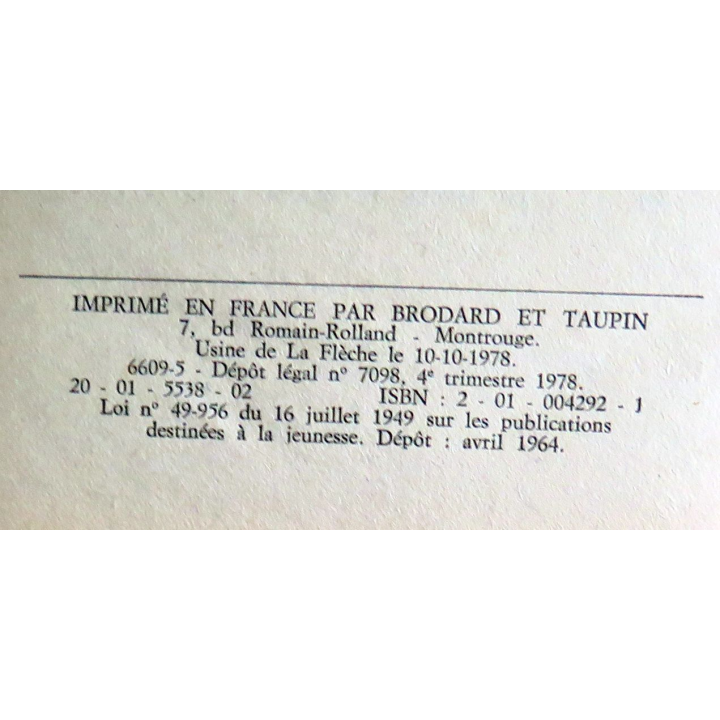 IMPRIMÉ EN FRANCE PAR BRODARD ET TAUPIN
7, bd Romain-Rolland - Montrouge.
Usine de La Flèche le 10-10-1978.
6609-5 - Dépôt légal nº 7098, 4e trimestre 1978.
20 - 01 - 5538 - 02 ISBN : 2 - 01 - 004292 - 1
Loi nº 49-956 du 16 juillet 1949 sur les publications
destinées à la jeunesse. Dépôt : avril 1964.